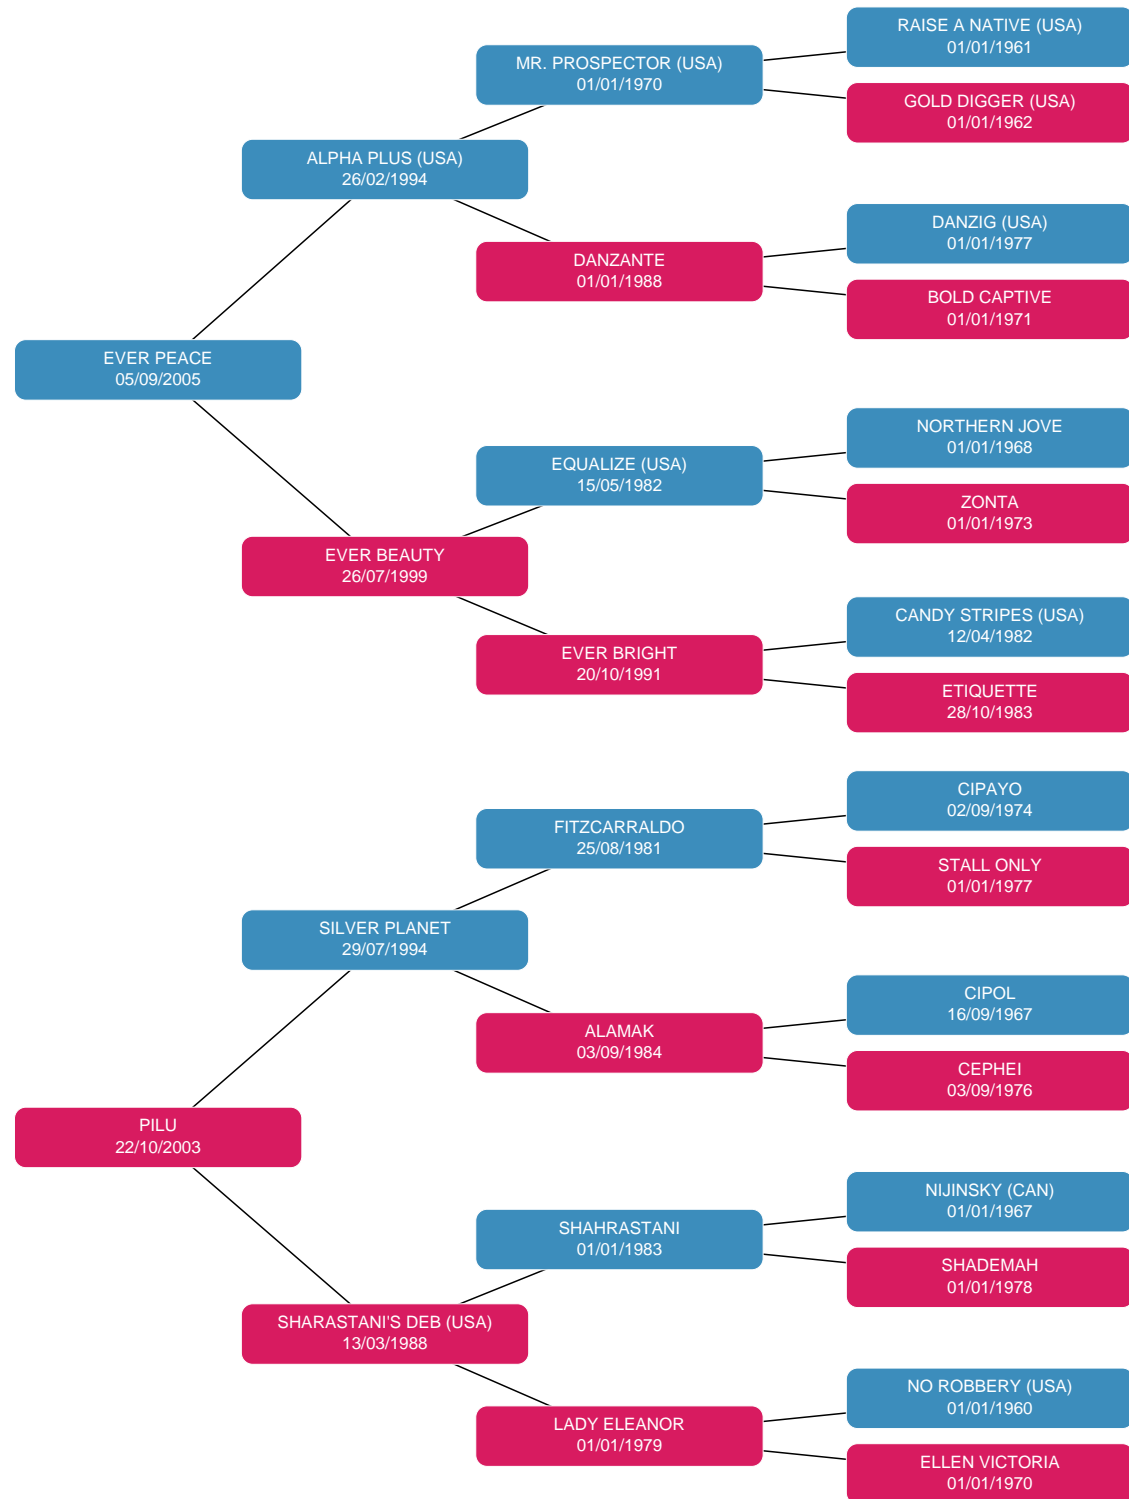 RAISE A NATIVE (USA)
01/01/1961
MR. PROSPECTOR (USA)
01/01/1970
GOLD DIGGER (USA)
01/01/1962
ALPHA PLUS (USA)
26/02/1994
DANZIG (USA)
01/01/1977
DANZANTE
01/01/1988
BOLD CAPTIVE
01/01/1971
EVER PEACE
05/09/2005
NORTHERN JOVE
01/01/1968
EQUALIZE (USA)
15/05/1982
ZONTA
01/01/1973
EVER BEAUTY
26/07/1999
CANDY STRIPES (USA)
12/04/1982
EVER BRIGHT
20/10/1991
ETIQUETTE
28/10/1983
CIPAYO
02/09/1974
FITZCARRALDO
25/08/1981
STALL ONLY
01/01/1977
SILVER PLANET
29/07/1994
CIPOL
16/09/1967
ALAMAK
03/09/1984
CEPHEI
03/09/1976
PILU
22/10/2003
NIJINSKY (CAN)
01/01/1967
SHAHRASTANI
01/01/1983
SHADEMAH
01/01/1978
SHARASTANI'S DEB (USA)
13/03/1988
NO ROBBERY (USA)
01/01/1960
LADY ELEANOR
01/01/1979
ELLEN VICTORIA
01/01/1970